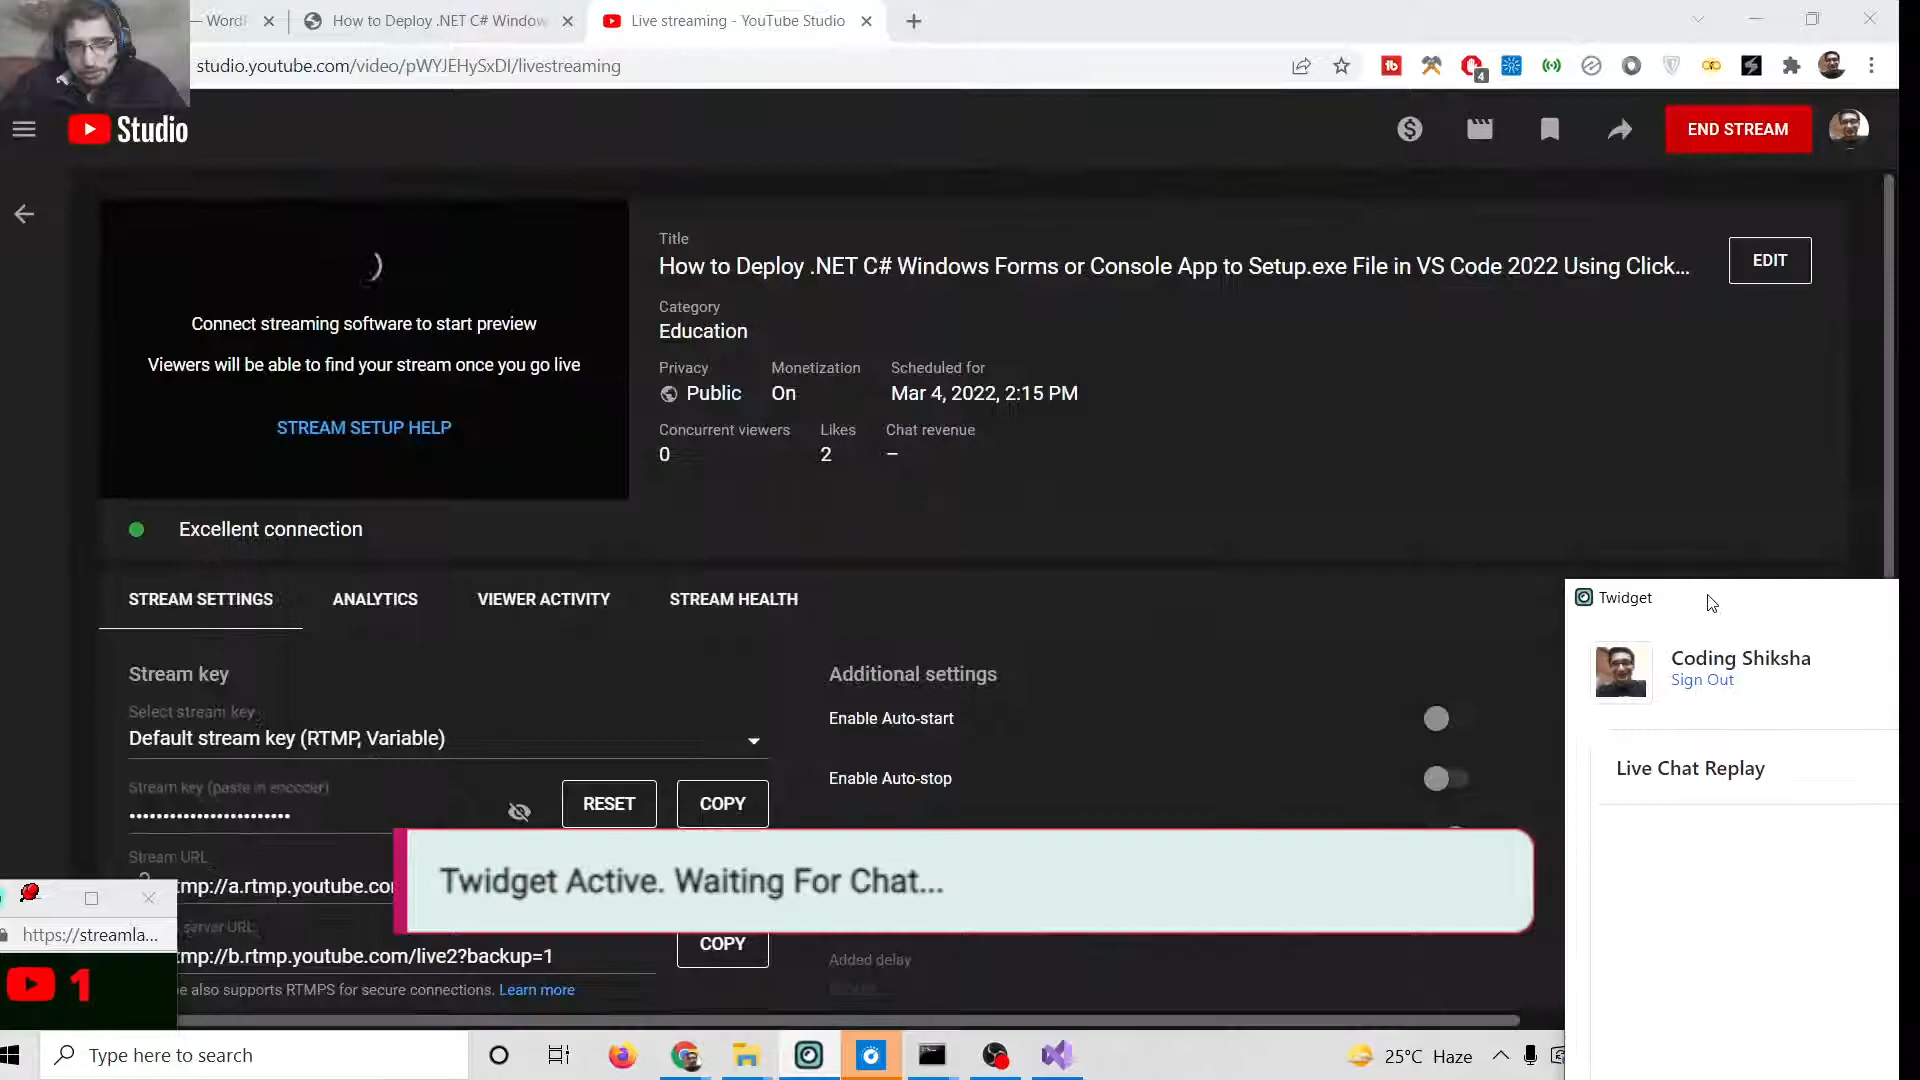 — Word
How to Deploy .NET C# Window
Live streaming - YouTube Studio
studio.youtube.com/video/pWYJEHySxDI/livestreaming
4
Studio
END STREAM
Connect streaming software to start preview
Viewers will be able to find your stream once you go live
STREAM SETUP HELP
Title
How to Deploy .NET C# Windows Forms or Console App to Setup.exe File in VS Code 2022 Using Click...
EDIT
Category
Education
Privacy Monetization Scheduled for
Public On Mar 4, 2022, 2:15 PM
Concurrent viewers Likes Chat revenue
0 2 –
Excellent connection
STREAM SETTINGS ANALYTICS VIEWER ACTIVITY STREAM HEALTH
Twidget
Coding Shiksha
Sign Out
Live Chat Replay
Stream key
Select stream key
Default stream key (RTMP, Variable)
Stream key (paste in encoder)
RESET COPY
Additional settings
Enable Auto-start
Enable Auto-stop
Stream URL
tmp://a.rtmp.youtube.co
Twidget Active. Waiting For Chat...
https://streamla...
server URL
tmp://b.rtmp.youtube.com/live2?backup=1
COPY
Added delay
1
e also supports RTMPS for secure connections. Learn more
Type here to search
25°C Haze